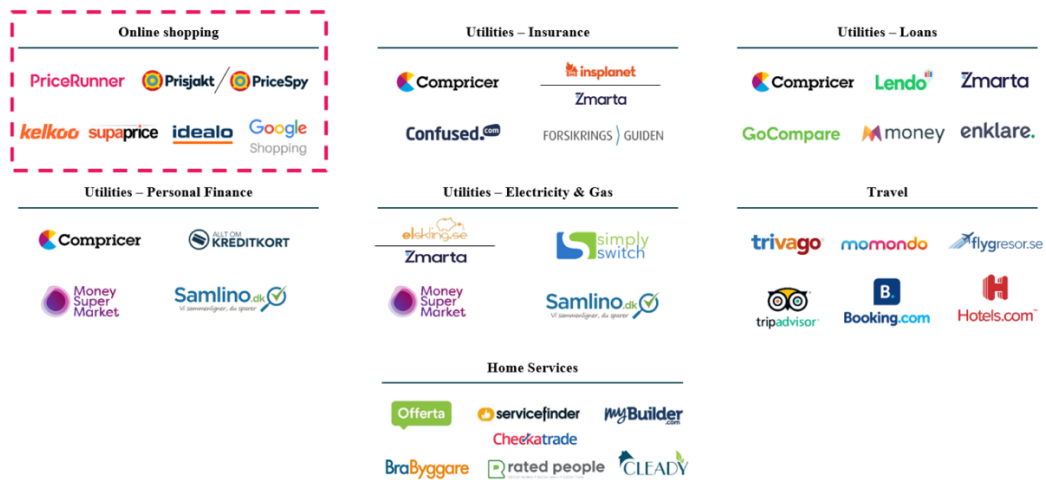 Online shopping
PriceRunner
Prisjakt / PriceSpy
kelkoo
supaprice
idealo
Google
Shopping
Utilities – Insurance
Compricer
insplanet
Zmarta
Confused.com
FORSIKRINGS GUIDEN
Utilities – Loans
Compricer
Lendo
Zmarta
GoCompare
money
enklare.
Utilities – Personal Finance
Compricer
ALLT OM
KREDITKORT
Money
Super
Market
Samlino.dk
Vi sammenligner, du sparer
Utilities – Electricity & Gas
elskling.se
Zmarta
simply
switch
Money
Super
Market
Samlino.dk
Vi sammenligner, du sparer
Travel
trivago
momondo
flygresor.se
tripadvisor
B.
Booking.com
H
Hotels.com
Home Services
Offerta
servicefinder
myBuilder
.com
Checkatrade
BraByggare
rated people
CLEADY